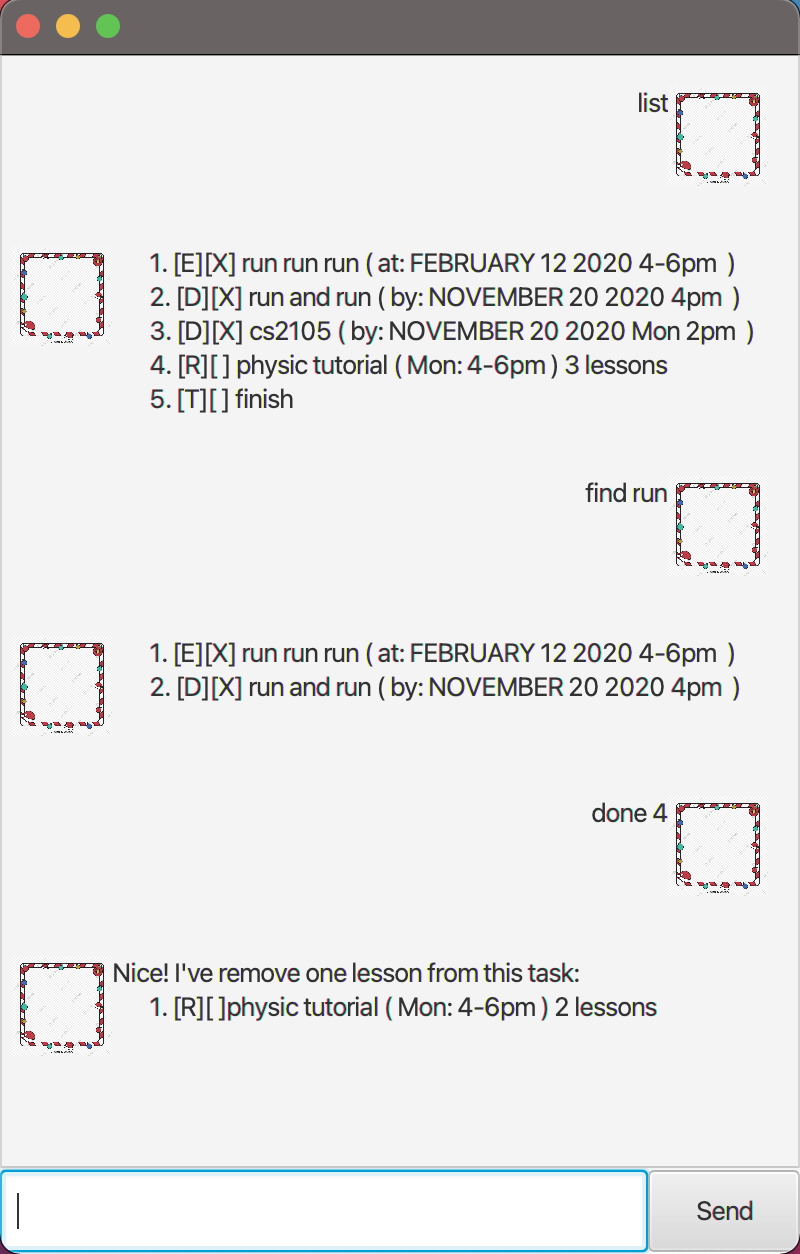 list
1. [E][X] run run run ( at: FEBRUARY 12 2020 4-6pm  )
2. [D][X] run and run ( by: NOVEMBER 20 2020 4pm  )
3. [D][X] cs2105 ( by: NOVEMBER 20 2020 Mon 2pm  )
4. [R][ ] physic tutorial ( Mon: 4-6pm ) 3 lessons
5. [T][ ] finish
find run
1. [E][X] run run run ( at: FEBRUARY 12 2020 4-6pm  )
2. [D][X] run and run ( by: NOVEMBER 20 2020 4pm  )
done 4
Nice! I've remove one lesson from this task:
1. [R][ ]physic tutorial ( Mon: 4-6pm ) 2 lessons
Send